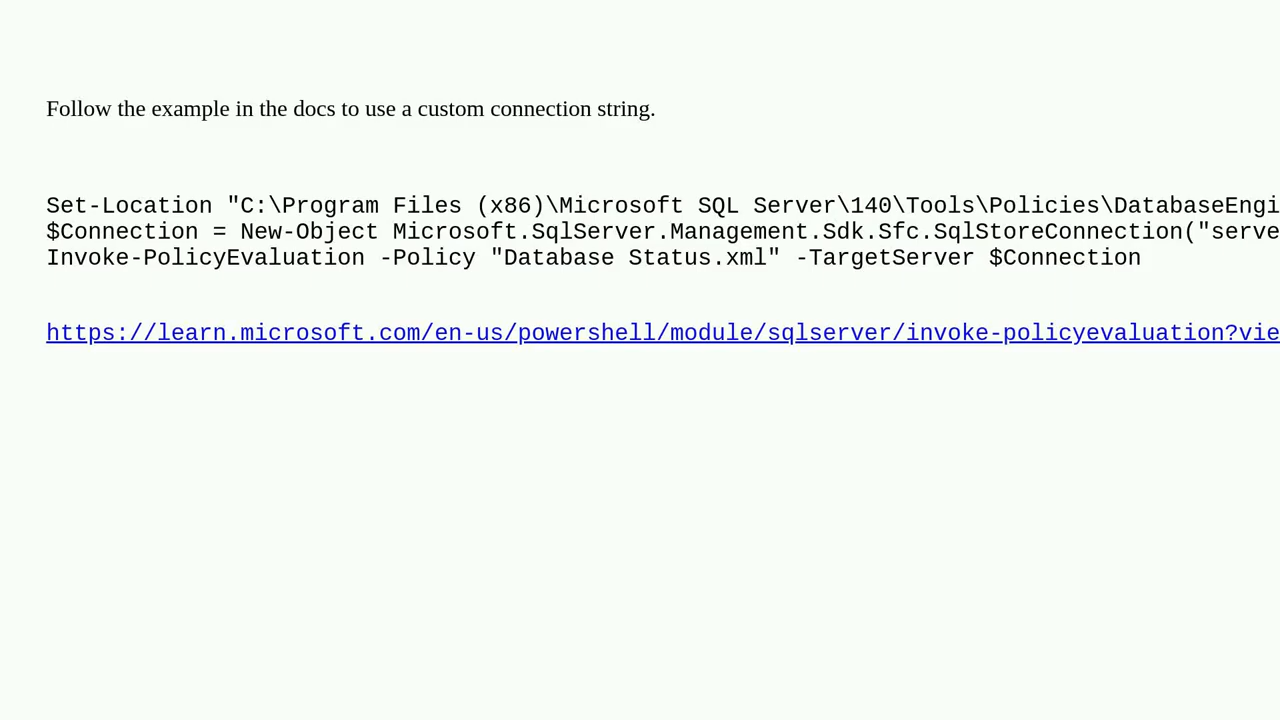 Follow the example in the docs to use a custom connection string.
Set-Location "C:\Program Files (x86)\Microsoft SQL Server\140\Tools\Policies\DatabaseEngi
$Connection = New-Object Microsoft.SqlServer.Management.Sdk.Sfc.SqlStoreConnection("serve
Invoke-PolicyEvaluation -Policy "Database Status.xml" -TargetServer $Connection
https://learn.microsoft.com/en-us/powershell/module/sqlserver/invoke-policyevaluation?vie